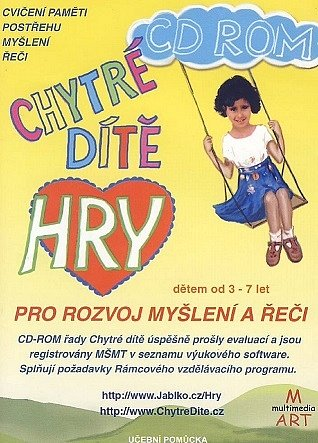 CVIČENÍ PAMĚTI
POSTŘEHU
MYŠLENÍ
ŘEČI
CD ROM
CHYTRÉ
DÍTĚ
HRY
dětem od 3 - 7 let
PRO ROZVOJ MYŠLENÍ A ŘEČI
CD-ROM řady Chytré dítě úspěšně prošly evaluací a jsou
registrovány MŠMT v seznamu výukového software.
Splňují požadavky Rámcového vzdělávacího programu.
http://www.Jablko.cz/Hry
http://www.ChytreDite.cz
M
multimedia
ART
UČEBNÍ POMŮCKA